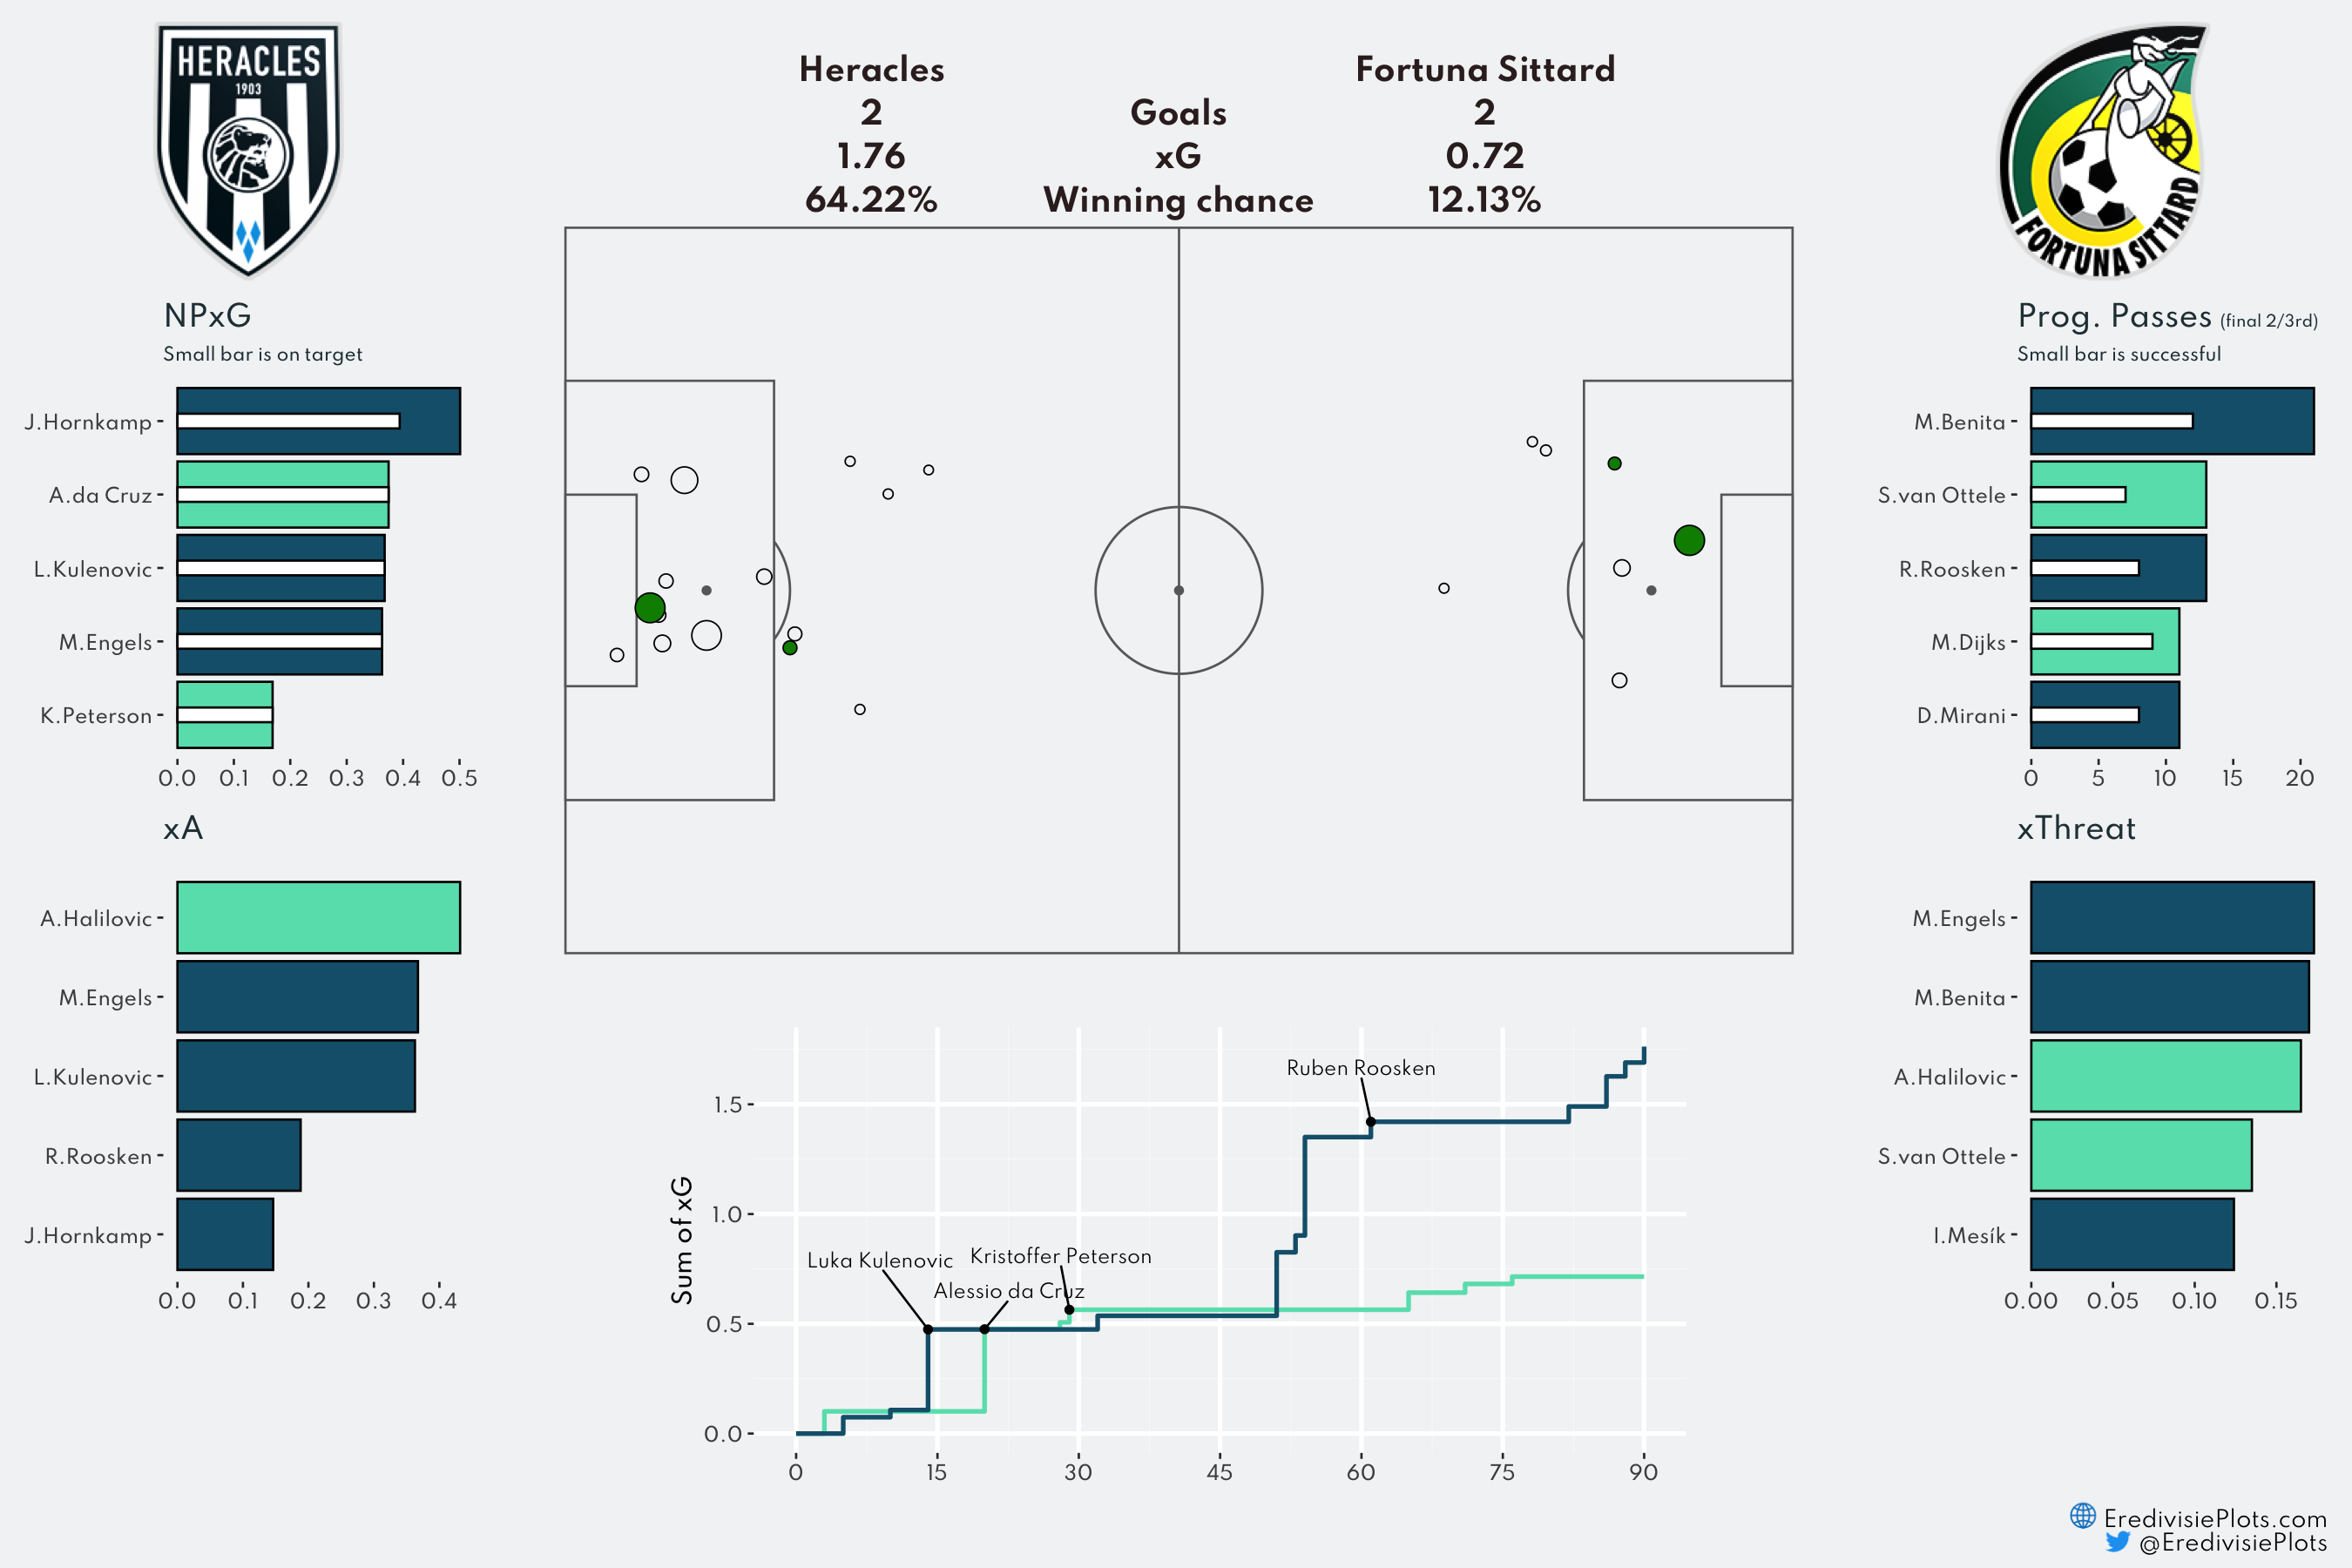 HERACLES
1903
Heracles
Fortuna Sittard
2 Goals 2
1.76 xG 0.72
64.22% Winning chance 12.13%
FORTUNA SITTARD
NPxG
Small bar is on target
J.Hornkamp
A.da Cruz
L.Kulenovic
M.Engels
K.Peterson
0.0 0.1 0.2 0.3 0.4 0.5
xA
A.Halilovic
M.Engels
L.Kulenovic
R.Roosken
J.Hornkamp
0.0 0.1 0.2 0.3 0.4
Sum of xG
1.5
1.0
0.5
0.0
Ruben Roosken
Luka Kulenovic
Kristoffer Peterson
Alessio da Cruz
0 15 30 45 60 75 90
Prog. Passes (final 2/3rd)
Small bar is successful
M.Benita
S.van Ottele
R.Roosken
M.Dijks
D.Mirani
0 5 10 15 20
xThreat
M.Engels
M.Benita
A.Halilovic
S.van Ottele
I.Mesík
0.00 0.05 0.10 0.15
EredivisiePlots.com
@EredivisiePlots